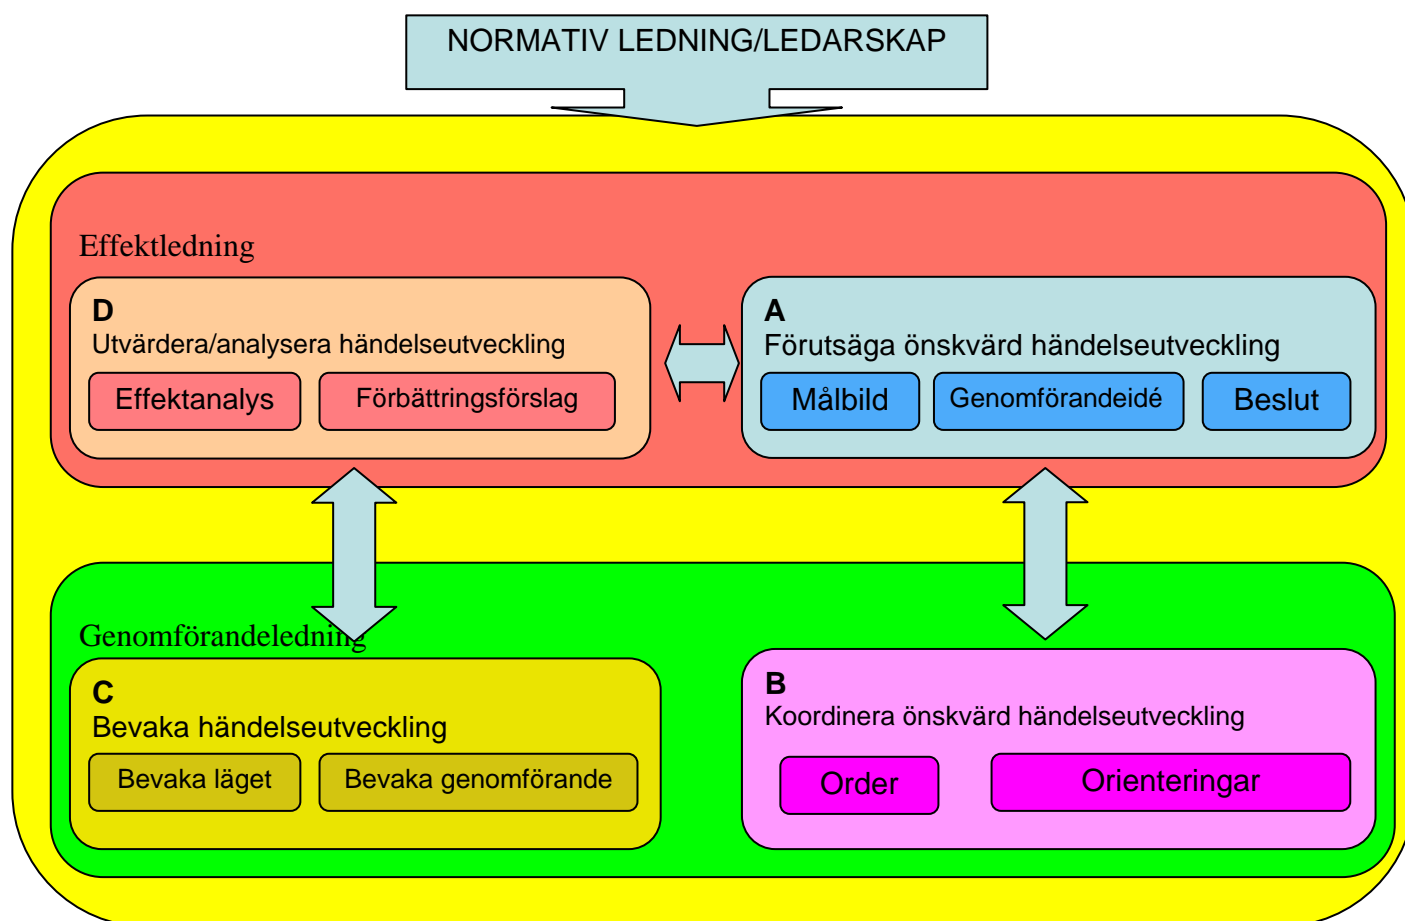 NORMATIV LEDNING/LEDARSKAP
Effektledning
D
Utvärdera/analysera händelseutveckling
Effektanalys
Förbättringsförslag
A
Förutsäga önskvärd händelseutveckling
Målbild
Genomförandeidé
Beslut
Genomförandeledning
C
Bevaka händelseutveckling
Bevaka läget
Bevaka genomförande
B
Koordinera önskvärd händelseutveckling
Order
Orienteringar